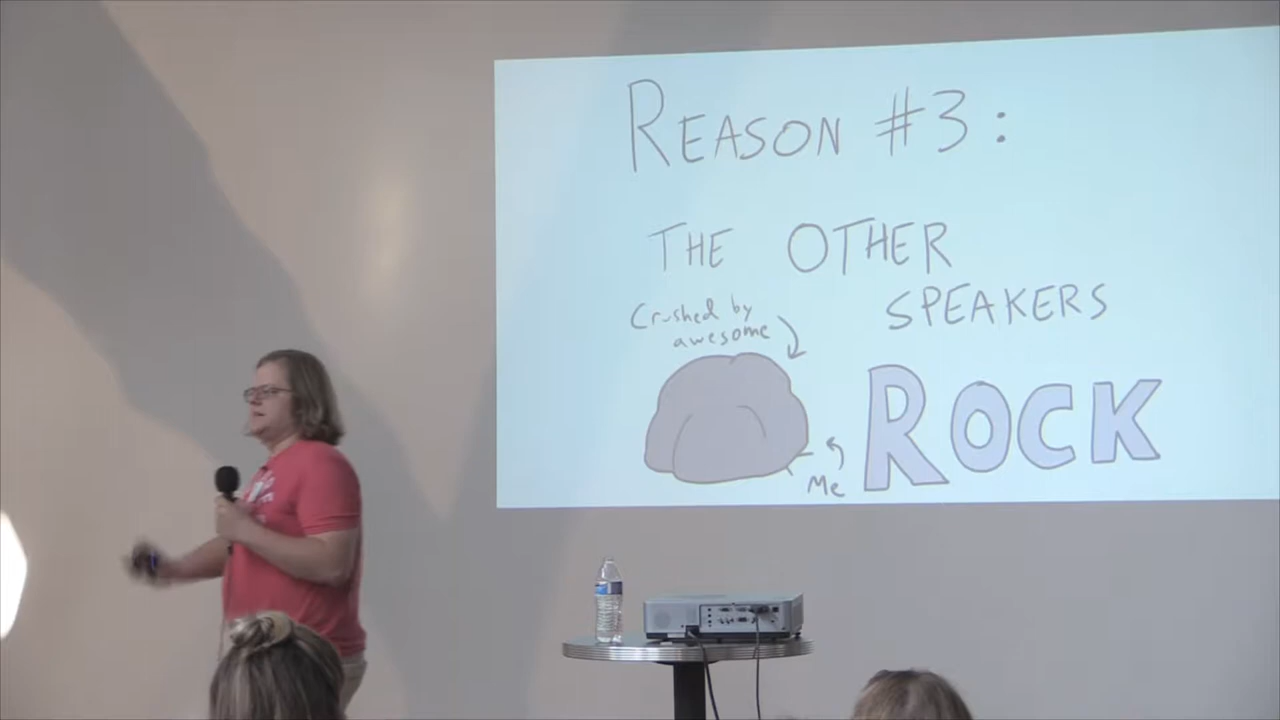 REASON #3:
THE OTHER
SPEAKERS
Crushed by
awesome
ROCK
Me